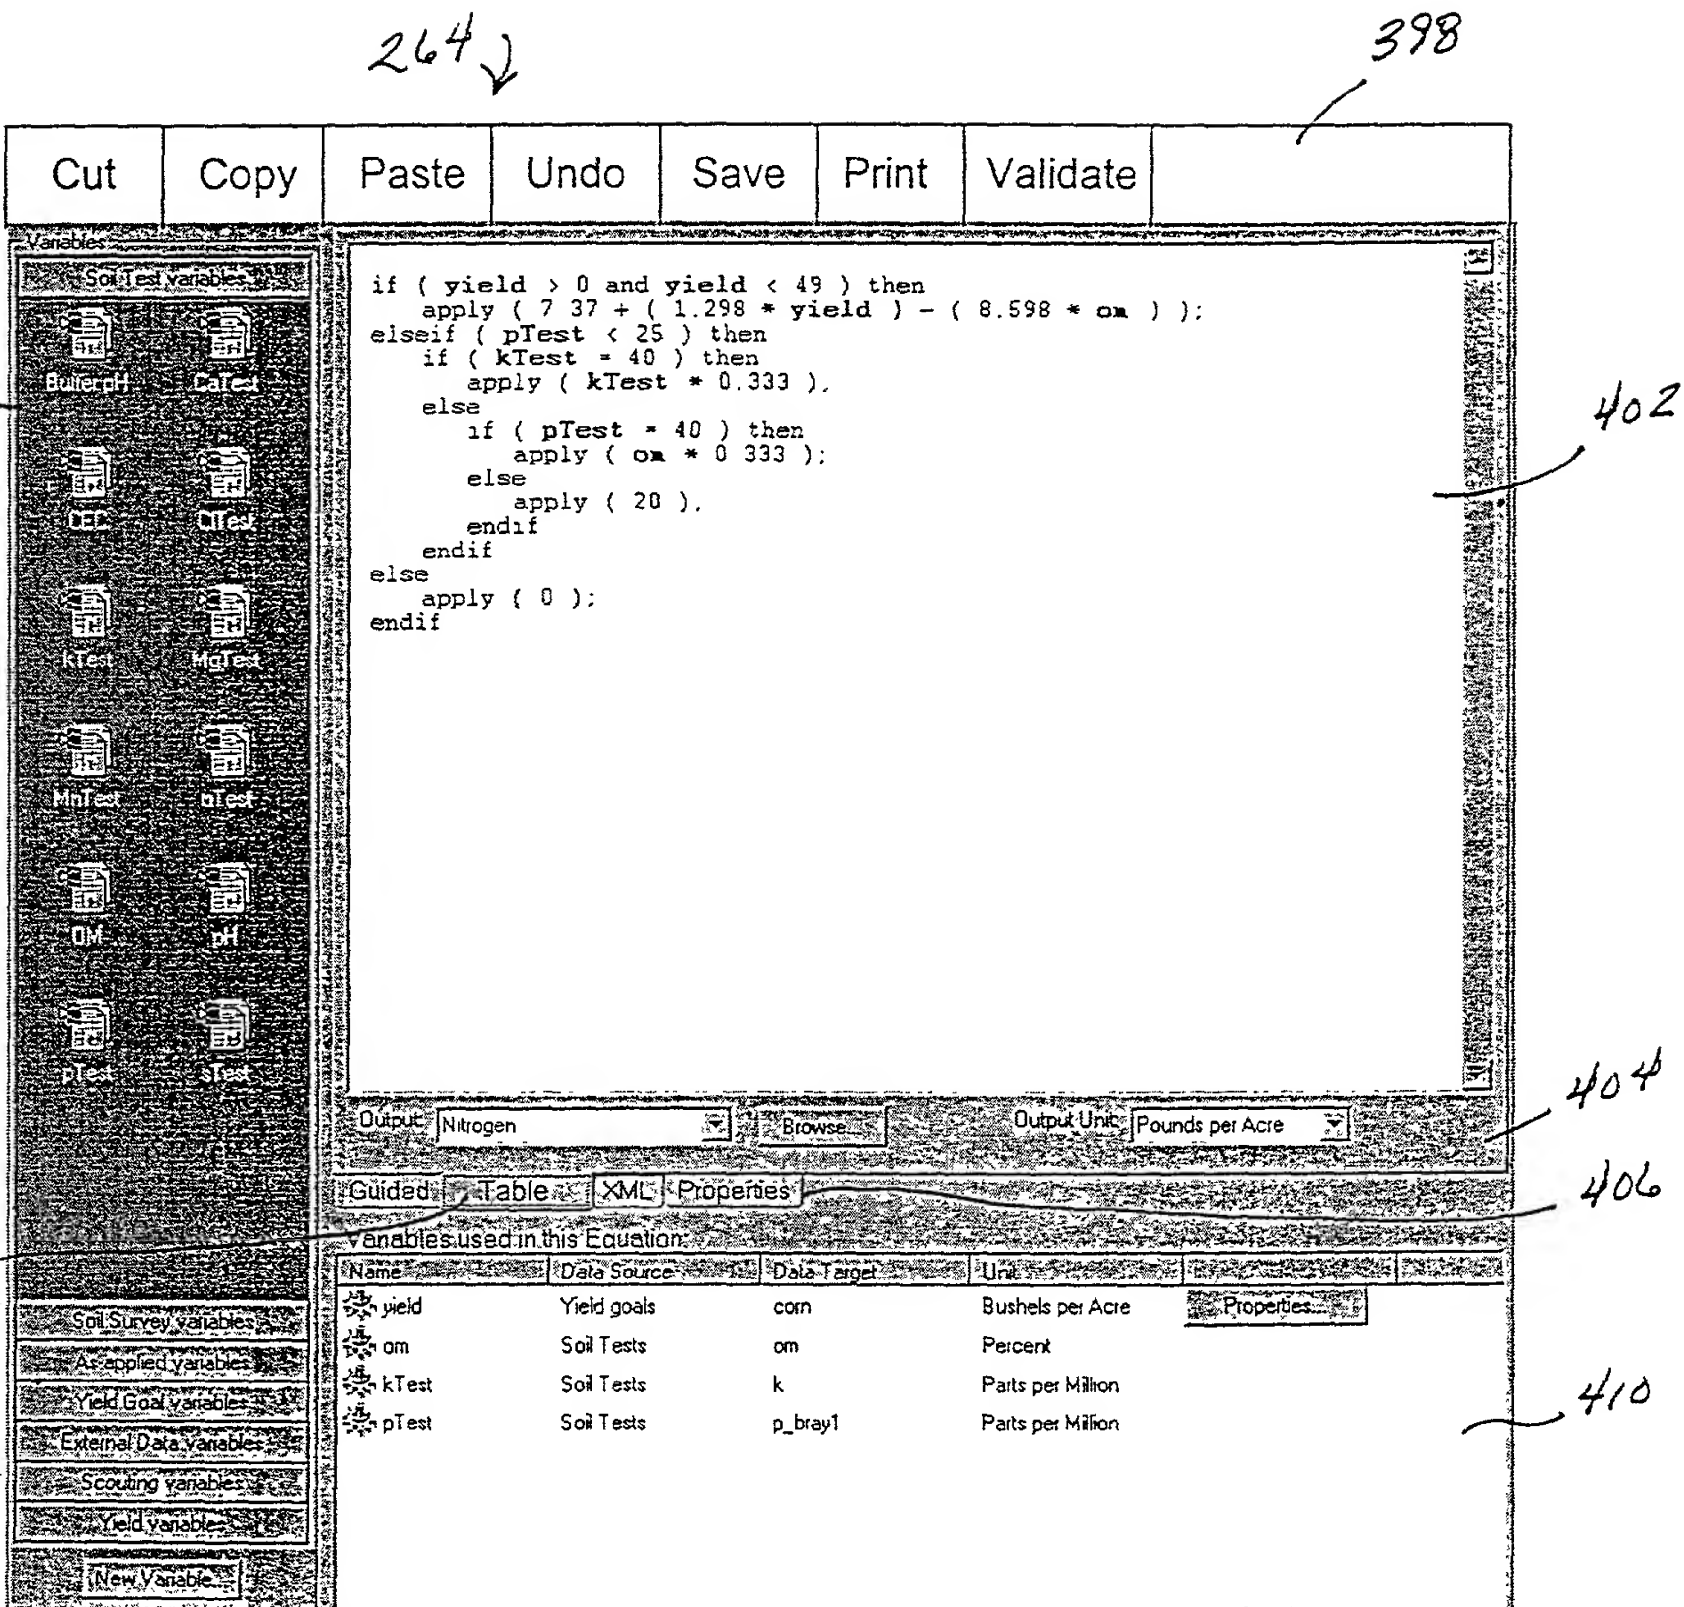 264
398
Cut Copy Paste Undo Save Print Validate
Variables
Soil Test variables
BufferpH CaTest
CEC ClTest
kTest MgTest
MnTest nTest
OM pH
pTest sTest
Soil Survey variables
As-applied variables
Yield Goal variables
External Data variables
Scouting variables
Yield variables
New Variable...
if ( yield > 0 and yield < 49 ) then
apply ( 7 37 + ( 1.298 * yield ) - ( 8.598 * om ) );
elseif ( pTest < 25 ) then
if ( kTest = 40 ) then
apply ( kTest * 0.333 ),
else
if ( pTest = 40 ) then
apply ( om * 0 333 );
else
apply ( 20 ),
endif
endif
else
apply ( 0 );
endif
402
Output: Nitrogen Browse... Output Unit: Pounds per Acre
404
Guided Table XML Properties
406
Variables used in this Equation:
Name Data Source Data Target Unit
yield Yield goals corn Bushels per Acre Properties...
om Soil Tests om Percent
kTest Soil Tests k Parts per Million
pTest Soil Tests p_bray1 Parts per Million
410